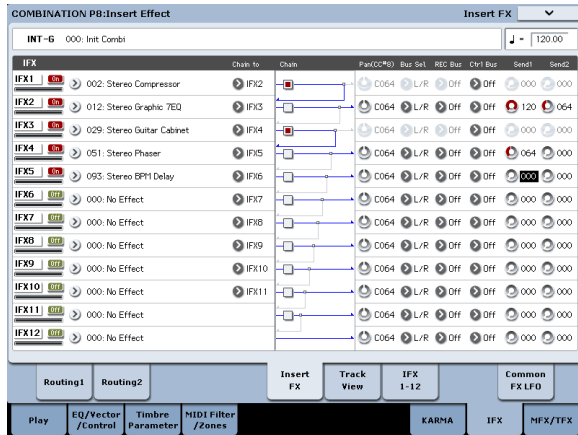 COMBINATION P8:Insert Effect Insert FX
INT-G 000: Init Combi ♩ = 120.00
IFX Chain to Chain Pan(CC#8) Bus Sel. REC Bus Ctrl Bus Send1 Send2
IFX1 On 002: Stereo Compressor IFX2 C064 L/R Off Off 000 000
IFX2 On 012: Stereo Graphic 7EQ IFX3 C064 L/R Off Off 120 064
IFX3 On 029: Stereo Guitar Cabinet IFX4 C064 L/R Off Off 000 000
IFX4 On 051: Stereo Phaser IFX5 C064 L/R Off Off 064 000
IFX5 On 093: Stereo BPM Delay IFX6 C064 L/R Off Off 000 000
IFX6 Off 000: No Effect IFX7 C064 L/R Off Off 000 000
IFX7 Off 000: No Effect IFX8 C064 L/R Off Off 000 000
IFX8 Off 000: No Effect IFX9 C064 L/R Off Off 000 000
IFX9 Off 000: No Effect IFX10 C064 L/R Off Off 000 000
IFX10 Off 000: No Effect IFX11 C064 L/R Off Off 000 000
IFX11 Off 000: No Effect C064 L/R Off Off 000 000
IFX12 Off 000: No Effect C064 L/R Off Off 000 000
Routing1 Routing2 Insert FX Track View IFX 1-12 Common FX LFO
Play EQ/Vector /Control Timbre Parameter MIDI Filter /Zones KARMA IFX MFX/TFX